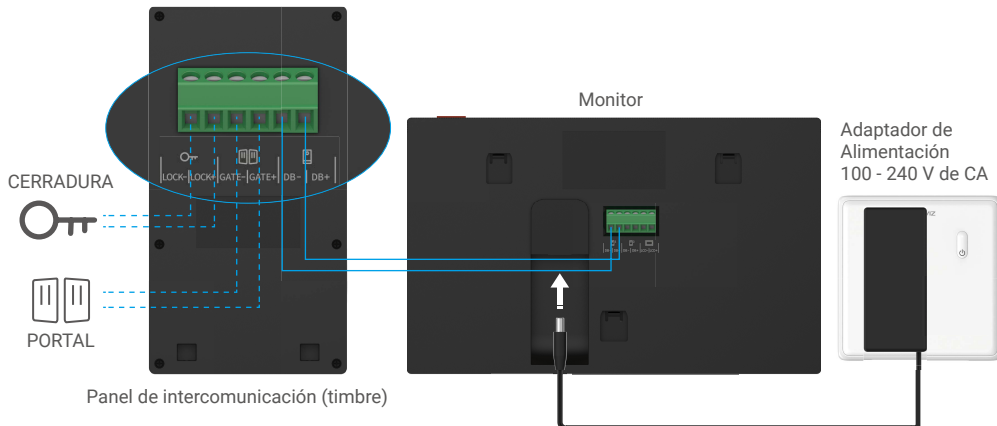 Monitor
Adaptador de
Alimentación
100 - 240 V de CA
LOCK- LOCK+ GATE- GATE+ DB- DB+
CERRADURA
PORTAL
Panel de intercomunicación (timbre)